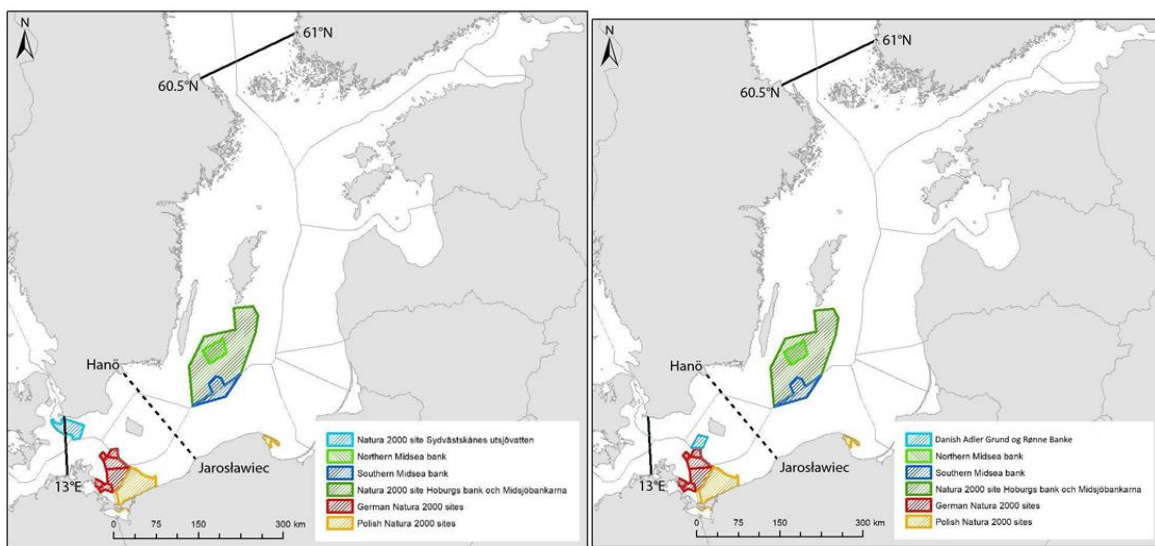 N
61°N
60.5°N
Hanö
Jarosławiec
13°E
Natura 2000 site Sydvästskånes utsjövatten
Northern Midsea bank
Southern Midsea bank
Natura 2000 site Hoburgs bank och Midsjöbankarna
German Natura 2000 sites
Polish Natura 2000 sites
0 75 150 300 km
N
61°N
60.5°N
Hanö
Jarosławiec
13°E
Danish Adler Grund og Rønne Banke
Northern Midsea bank
Southern Midsea bank
Natura 2000 site Hoburgs bank och Midsjöbankarna
German Natura 2000 sites
Polish Natura 2000 sites
0 75 150 300 km